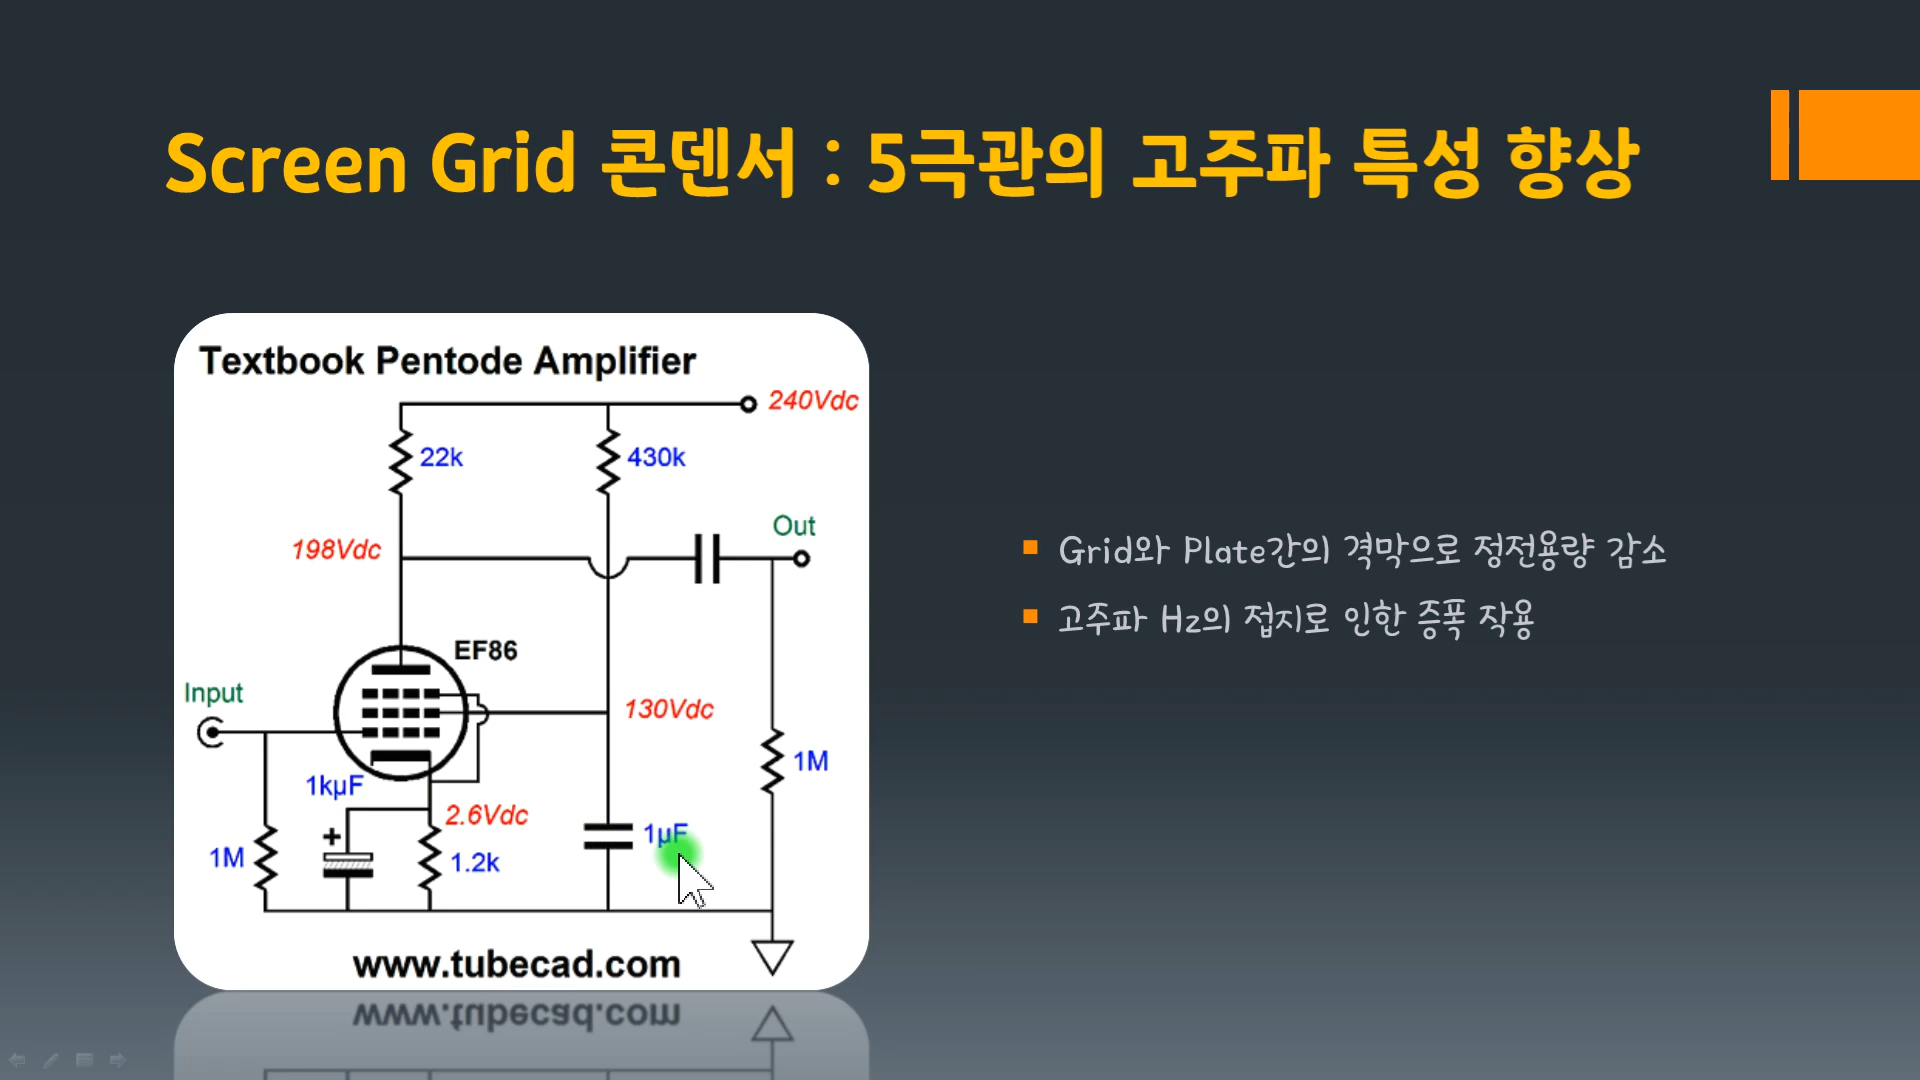 Screen Grid 콘덴서 : 5극관의 고주파 특성 향상
Textbook Pentode Amplifier
240Vdc
22k
430k
Out
198Vdc
EF86
Input
130Vdc
1M
1kµF
2.6Vdc
+
1µF
1M
1.2k
www.tubecad.com
Grid와 Plate간의 격막으로 정전용량 감소
고주파 Hz의 접지로 인한 증폭 작용
www.tubecad.com